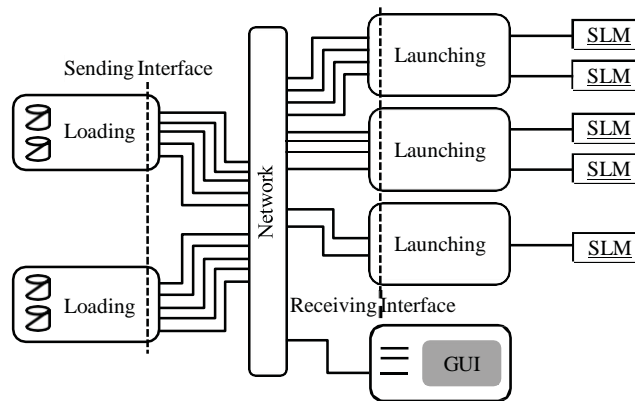 SLM
Launching
SLM
Sending Interface
Loading
SLM
Launching
SLM
Network
Launching
SLM
Loading
Receiving Interface
GUI